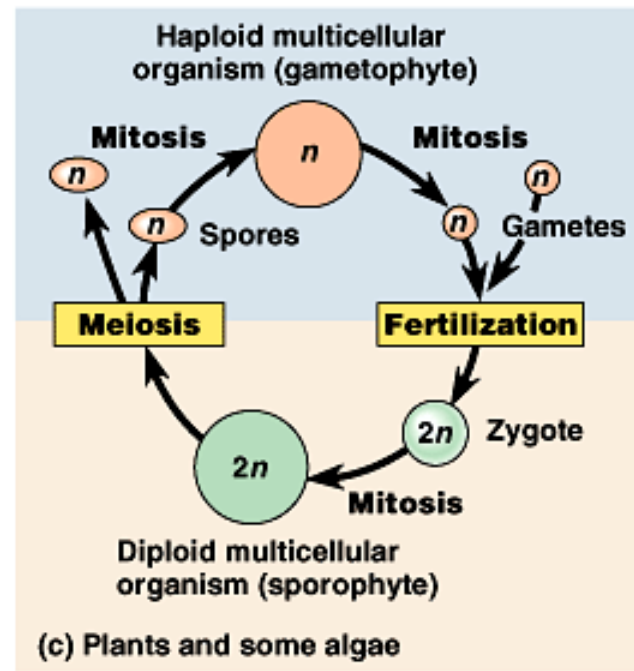 Haploid multicellular
organism (gametophyte)
Mitosis
n
Mitosis
n
n
n
Spores
n
Gametes
Meiosis
Fertilization
2n
2n
Zygote
Mitosis
Diploid multicellular
organism (sporophyte)
(c) Plants and some algae